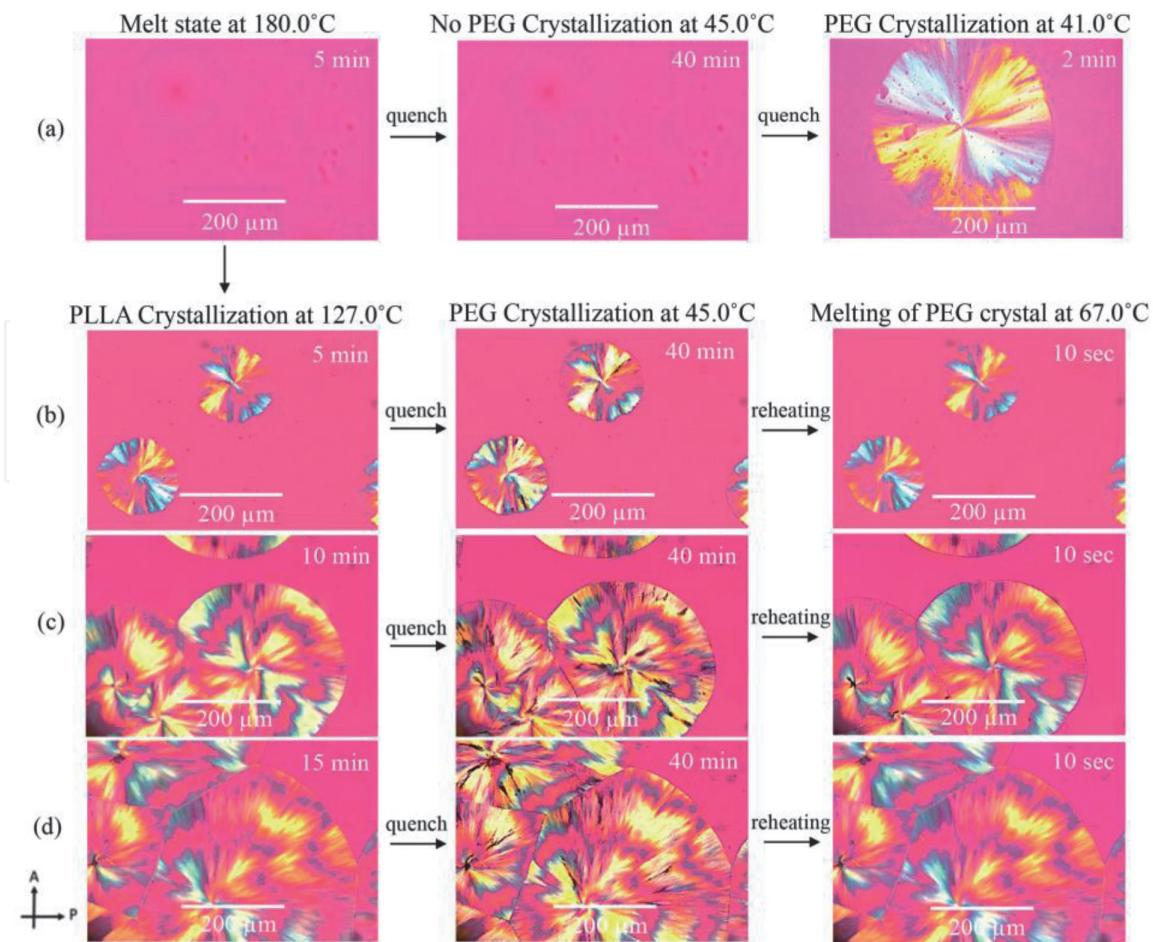 Melt state at 180.0˚C
No PEG Crystallization at 45.0˚C
PEG Crystallization at 41.0˚C
(a)
5 min
200 µm
quench
40 min
200 µm
quench
2 min
200 µm
PLLA Crystallization at 127.0˚C
PEG Crystallization at 45.0˚C
Melting of PEG crystal at 67.0˚C
(b)
5 min
200 µm
quench
40 min
200 µm
reheating
10 sec
200 µm
(c)
10 min
200 µm
quench
40 min
200 µm
reheating
10 sec
200 µm
(d)
15 min
200 µm
quench
40 min
200 µm
reheating
10 sec
200 µm
A
P